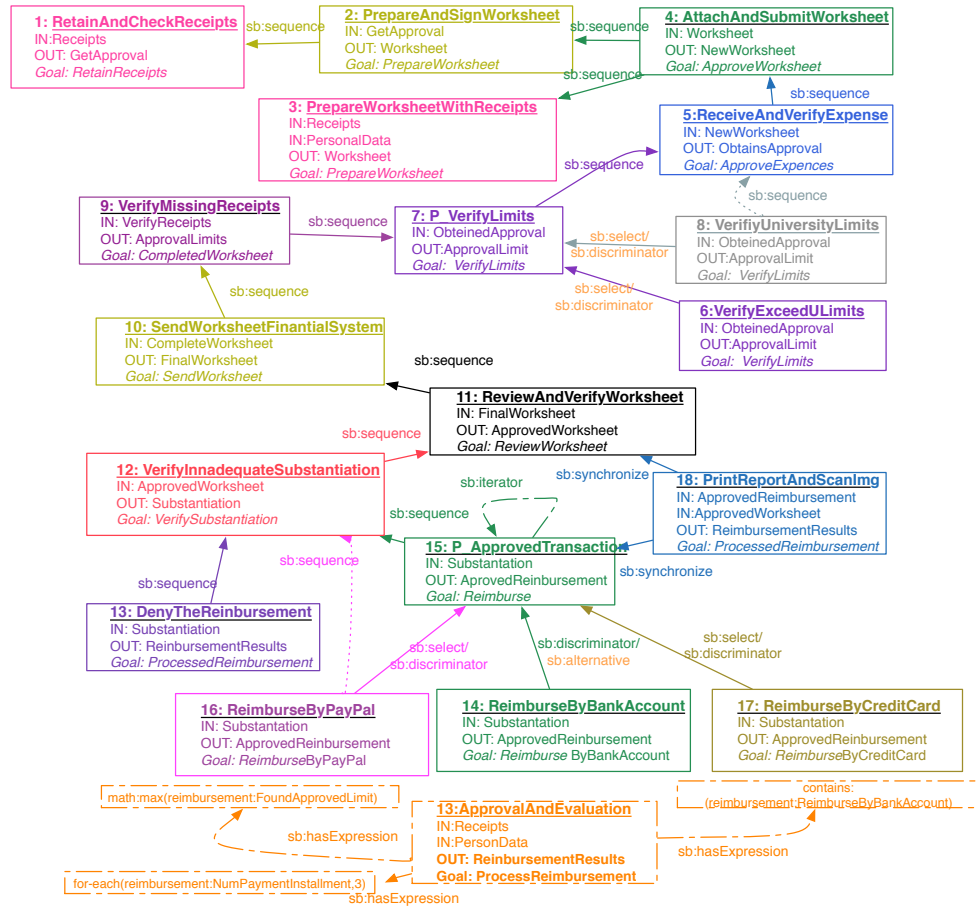 1: RetainAndCheckReceipts
IN:Receipts
OUT: GetApproval
Goal: RetainReceipts
sb:sequence
2: PrepareAndSignWorksheet
IN: GetApproval
OUT: Worksheet
Goal: PrepareWorksheet
sb:sequence
4: AttachAndSubmitWorksheet
IN: Worksheet
OUT: NewWorksheet
Goal: ApproveWorksheet
sb:sequence
sb:sequence
3: PrepareWorksheetWithReceipts
IN:Receipts
IN:PersonalData
OUT: Worksheet
Goal: PrepareWorksheet
5:ReceiveAndVerifyExpense
IN: NewWorksheet
OUT: ObtainsApproval
Goal: ApproveExpences
sb:sequence
sb:sequence
9: VerifyMissingReceipts
IN: VerifyReceipts
OUT: ApprovalLimits
Goal: CompletedWorksheet
sb:sequence
7: P_VerifyLimits
IN: ObteinedApproval
OUT:ApprovalLimit
Goal: VerifyLimits
sb:select/
sb:discriminator
8: VerifiyUniversityLimits
IN: ObteinedApproval
OUT:ApprovalLimit
Goal: VerifyLimits
sb:sequence
sb:select/
sb:discriminator
6:VerifyExceedULimits
IN: ObteinedApproval
OUT:ApprovalLimit
Goal: VerifyLimits
10: SendWorksheetFinantialSystem
IN: CompleteWorksheet
OUT: FinalWorksheet
Goal: SendWorksheet
sb:sequence
11: ReviewAndVerifyWorksheet
IN: FinalWorksheet
OUT: ApprovedWorksheet
Goal: ReviewWorksheet
sb:sequence
12: VerifyInnadequateSubstantiation
IN: ApprovedWorksheet
OUT: Substantiation
Goal: VerifySubstantiation
sb:iterator
sb:sequence
sb:synchronize
18: PrintReportAndScanImg
IN: ApprovedReimbursement
IN:ApprovedWorksheet
OUT: ReimbursementResults
Goal: ProcessedReimbursement
15: P_ApprovedTransaction
IN: Substantation
OUT: AprovedReinbursement
Goal: Reimburse
sb:synchronize
sb:sequence
sb:sequence
13: DenyTheReinbursement
IN: Substantiation
OUT: ReinbursementResults
Goal: ProcessedReimbursement
sb:select/
sb:discriminator
sb:discriminator/
sb:alternative
sb:select/
sb:discriminator
16: ReimburseByPayPal
IN: Substantation
OUT: ApprovedReinbursement
Goal: ReimburseByPayPal
14: ReimburseByBankAccount
IN: Substantation
OUT: ApprovedReinbursement
Goal: Reimburse ByBankAccount
17: ReimburseByCreditCard
IN: Substantation
OUT: ApprovedReinbursement
Goal: ReimburseByCreditCard
math:max(reimbursement:FoundApprovedLimit)
contains:
(reimbursement:ReimburseByBankAccount)
13:ApprovalAndEvaluation
IN:Receipts
IN:PersonData
OUT: ReinbursementResults
Goal: ProcessReimbursement
sb:hasExpression
sb:hasExpression
for-each(reimbursement:NumPaymentInstallment,3)
sb:hasExpression